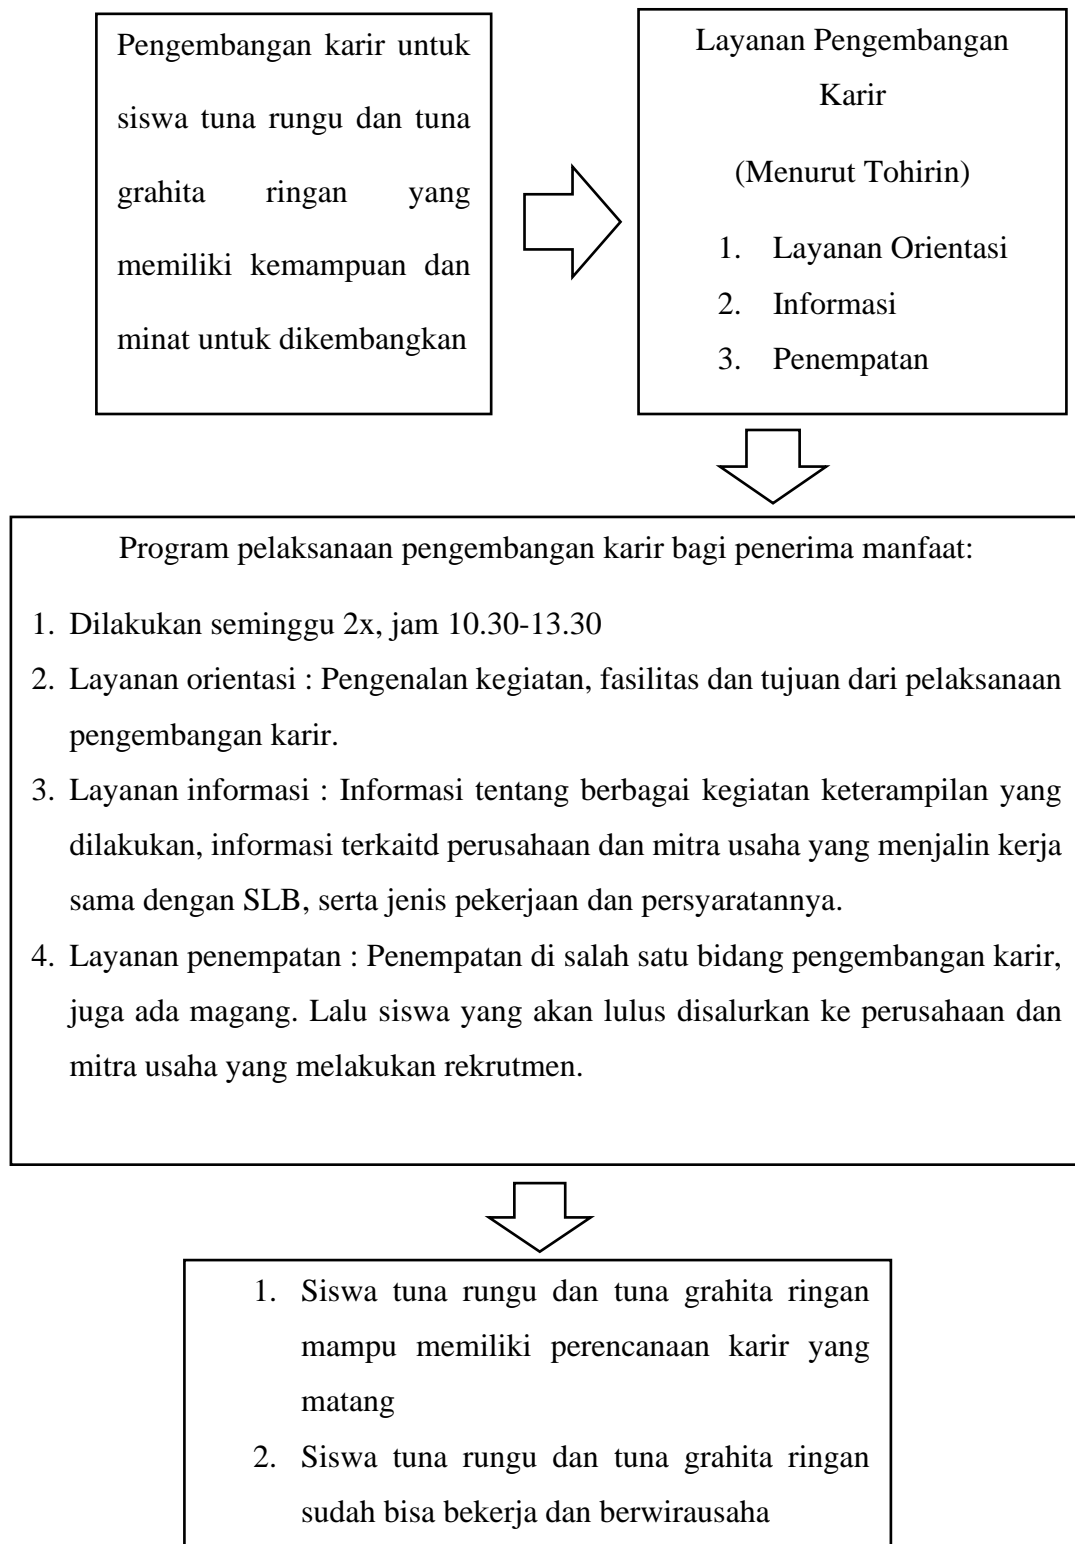 Pengembangan karir untuk
siswa tuna rungu dan tuna
grahita ringan yang
memiliki kemampuan dan
minat untuk dikembangkan
Layanan Pengembangan
Karir
(Menurut Tohirin)
1. Layanan Orientasi
2. Informasi
3. Penempatan
Program pelaksanaan pengembangan karir bagi penerima manfaat:
1. Dilakukan seminggu 2x, jam 10.30-13.30
2. Layanan orientasi : Pengenalan kegiatan, fasilitas dan tujuan dari pelaksanaan
pengembangan karir.
3. Layanan informasi : Informasi tentang berbagai kegiatan keterampilan yang
dilakukan, informasi terkaitd perusahaan dan mitra usaha yang menjalin kerja
sama dengan SLB, serta jenis pekerjaan dan persyaratannya.
4. Layanan penempatan : Penempatan di salah satu bidang pengembangan karir,
juga ada magang. Lalu siswa yang akan lulus disalurkan ke perusahaan dan
mitra usaha yang melakukan rekrutmen.
1. Siswa tuna rungu dan tuna grahita ringan
mampu memiliki perencanaan karir yang
matang
2. Siswa tuna rungu dan tuna grahita ringan
sudah bisa bekerja dan berwirausaha